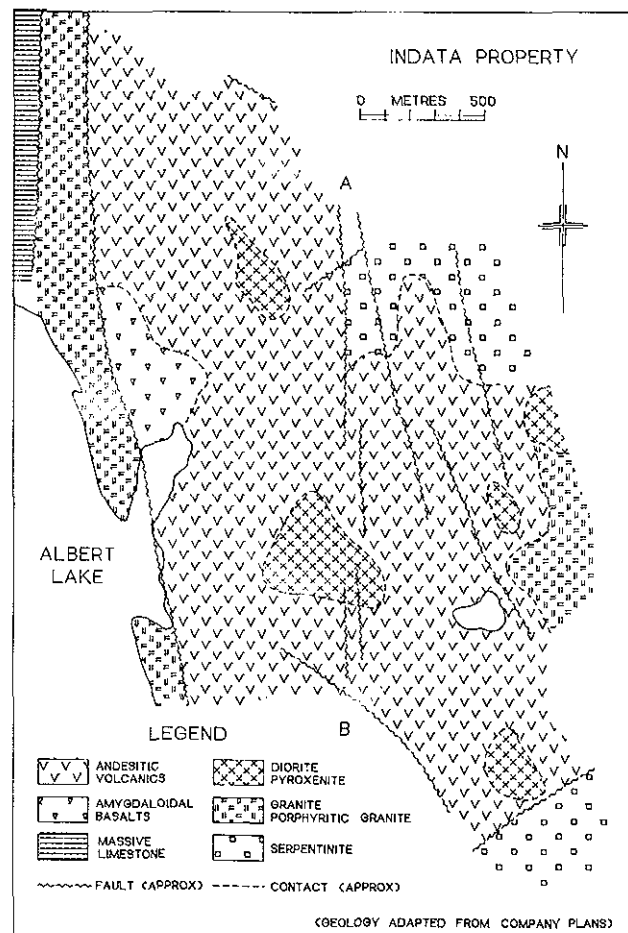 INDATA PROPERTY
0 METRES 500
N
A
ALBERT
LAKE
B
LEGEND
ANDESITIC
VOLCANICS
DIORITE
PYROXENITE
AMYGDALOIDAL
BASALTS
GRANITE
PORPHYRITIC GRANITE
MASSIVE
LIMESTONE
SERPENTINITE
FAULT (APPROX)
CONTACT (APPROX)
(GEOLOGY ADAPTED FROM COMPANY PLANS)